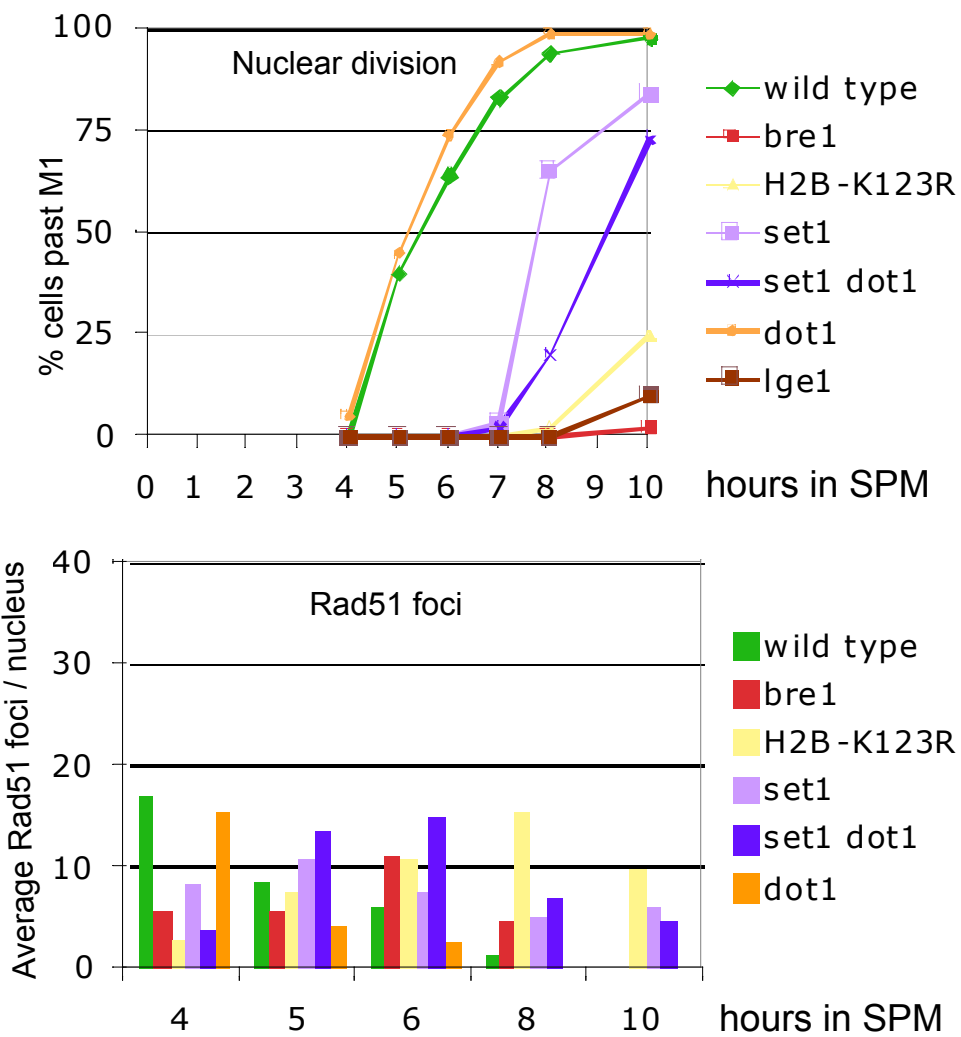 100
Nuclear division
75
50
25
0
% cells past M1
0 1 2 3 4 5 6 7 8 9 10 hours in SPM
wild type
bre1
H2B-K123R
set1
set1 dot1
dot1
lge1
40
Rad51 foci
30
20
10
0
Average Rad51 foci / nucleus
4 5 6 8 10 hours in SPM
wild type
bre1
H2B-K123R
set1
set1 dot1
dot1